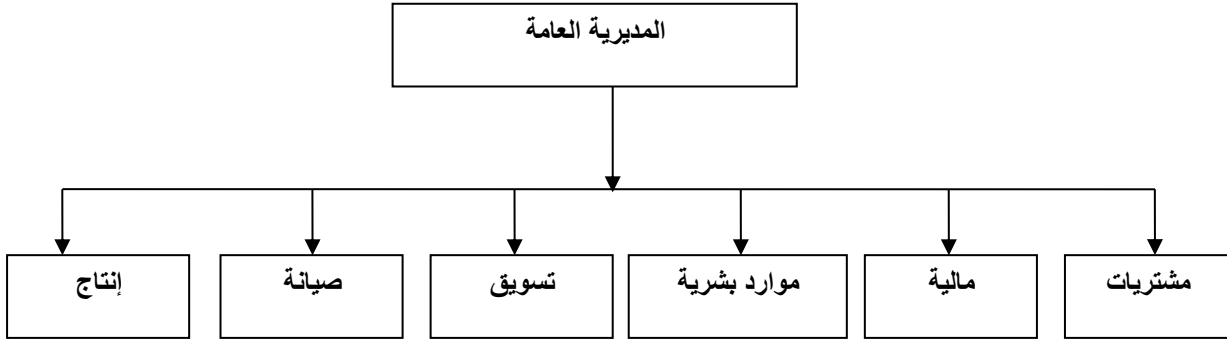 المديرية العامة
مشتريات
مالية
موارد بشرية
تسويق
صيانة
إنتاج